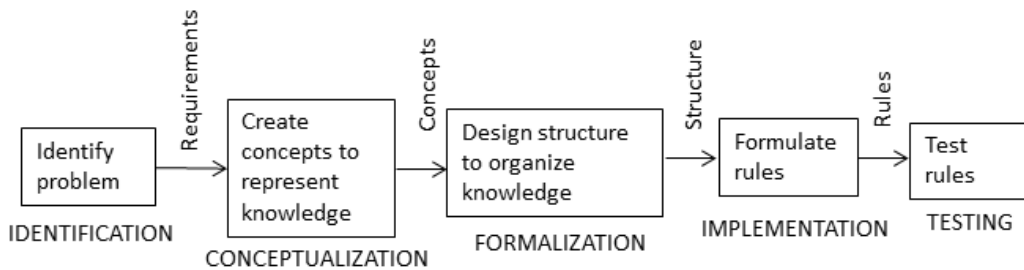 Identify
problem
IDENTIFICATION
Requirements
Create
concepts to
represent
knowledge
CONCEPTUALIZATION
Concepts
Design structure
to organize
knowledge
FORMALIZATION
Structure
Formulate
rules
IMPLEMENTATION
Rules
Test
rules
TESTING